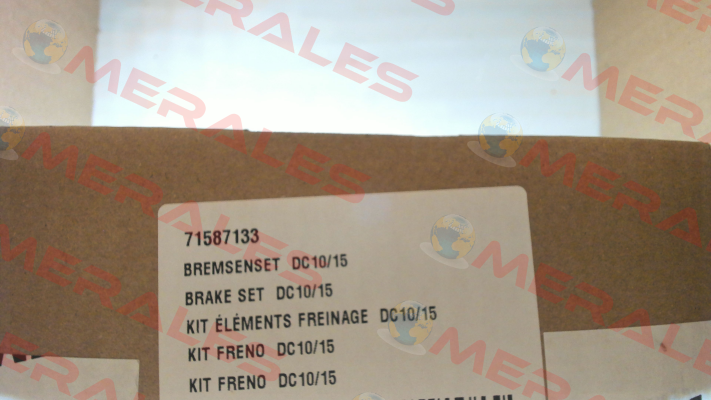 71587133
BREMSENSET DC10/15
BRAKE SET DC10/15
KIT ÉLÉMENTS FREINAGE DC10/15
KIT FRENO DC10/15
KIT FRENO DC10/15
OMERALES